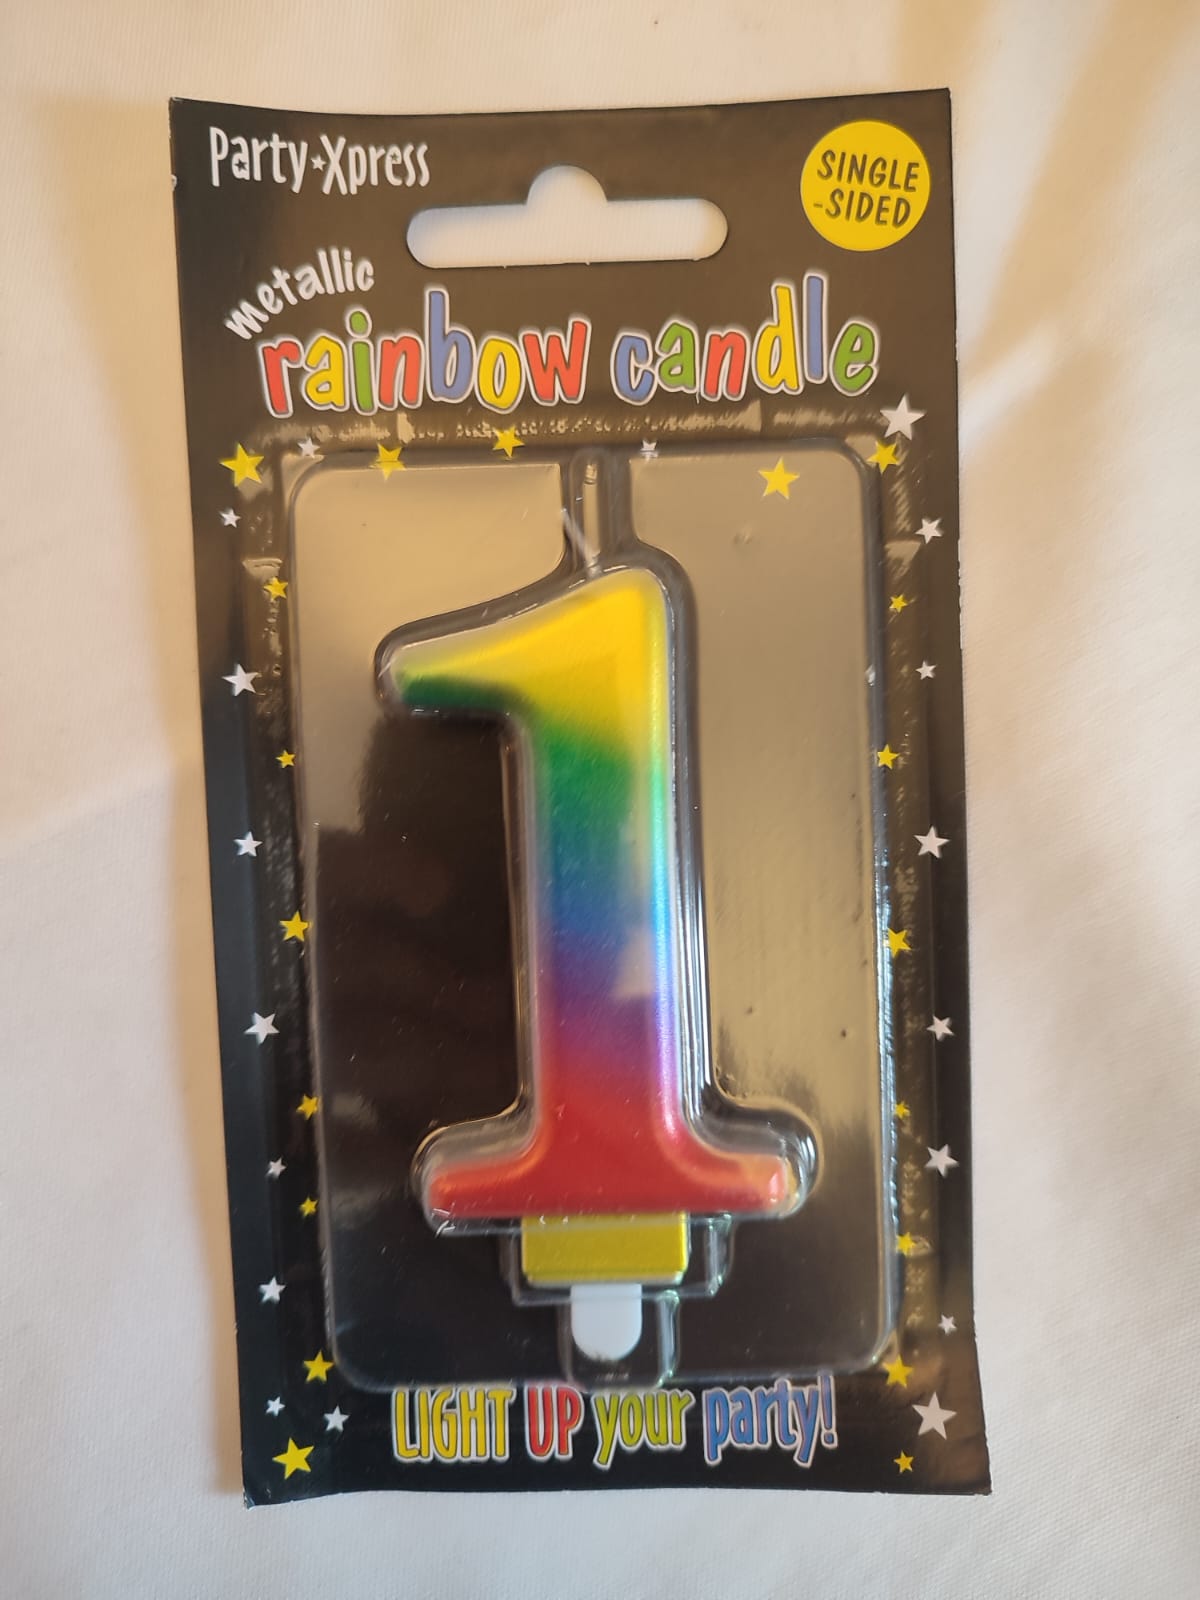 Party Xpress
SINGLE
-SIDED
metallic
rainbow candle
1
LIGHT UP your party!